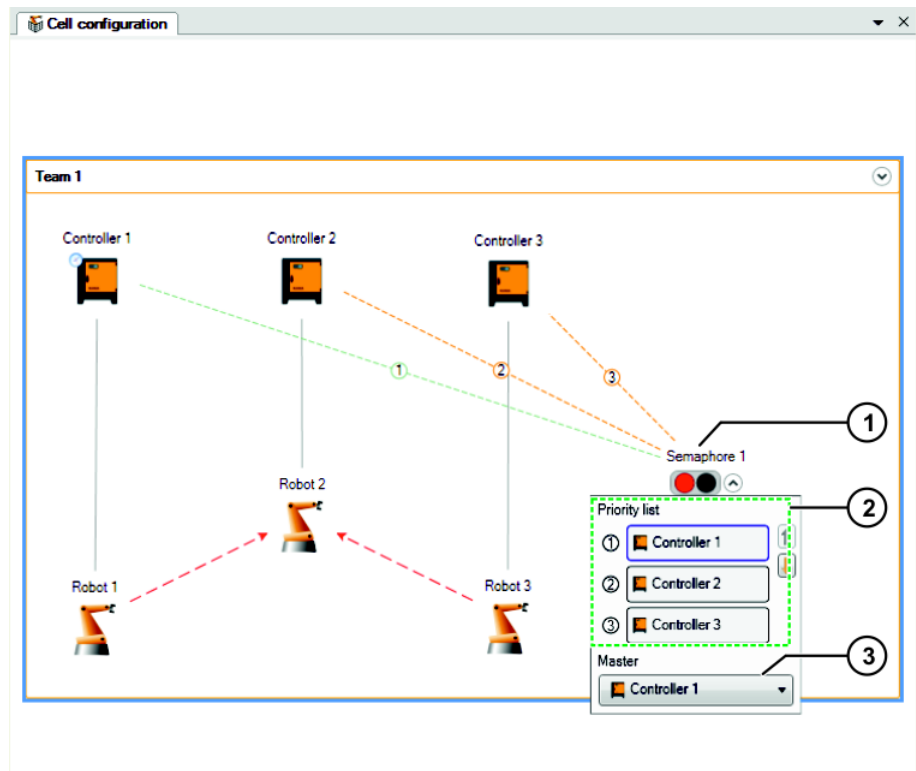 Cell configuration
Team 1
Controller 1
Controller 2
Controller 3
1
2
3
1
Semaphore 1
Robot 2
Priority list
2
1 Controller 1
Robot 1
Robot 3
2 Controller 2
3 Controller 3
Master
3
Controller 1